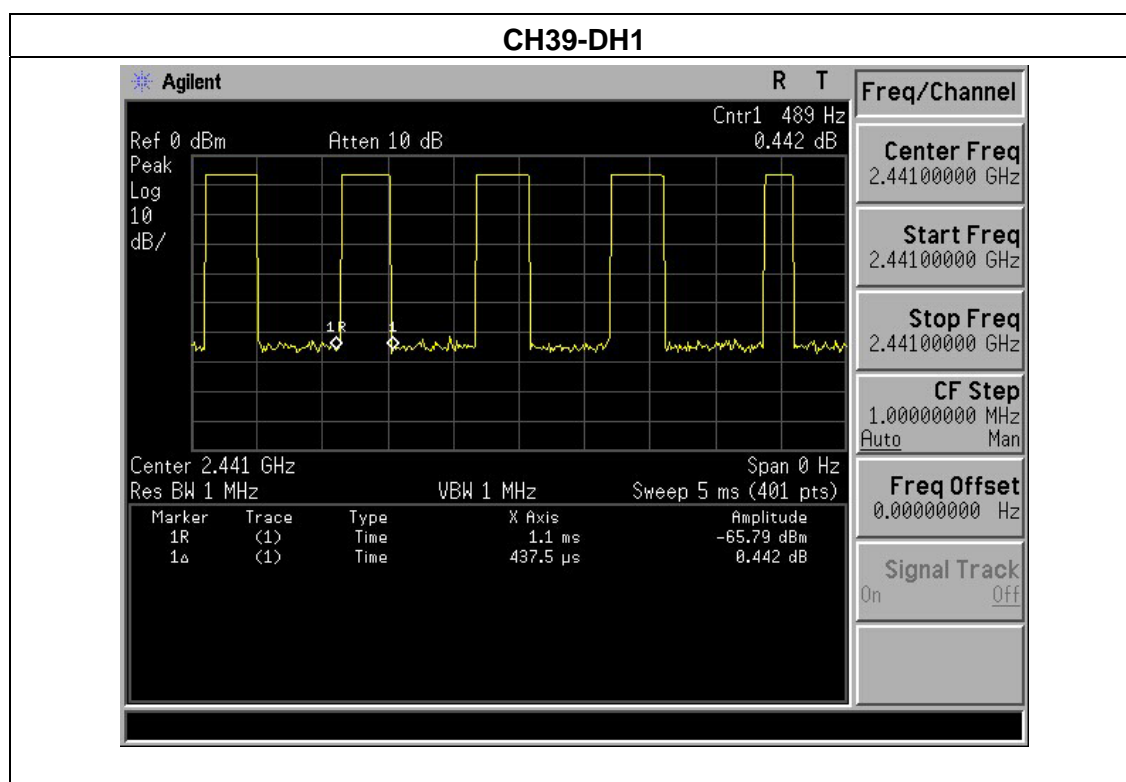 CH39-DH1
Agilent R T
Cntr1 489 Hz
Ref 0 dBm Atten 10 dB 0.442 dB
Peak
Log
10
dB/
1R 1
Center 2.441 GHz Span 0 Hz
Res BW 1 MHz VBW 1 MHz Sweep 5 ms (401 pts)
Marker Trace Type X Axis Amplitude
1R (1) Time 1.1 ms -65.79 dBm
1Δ (1) Time 437.5 µs 0.442 dB
Freq/Channel
Center Freq
2.44100000 GHz
Start Freq
2.44100000 GHz
Stop Freq
2.44100000 GHz
CF Step
1.00000000 MHz
Auto Man
Freq Offset
0.00000000 Hz
Signal Track
On Off